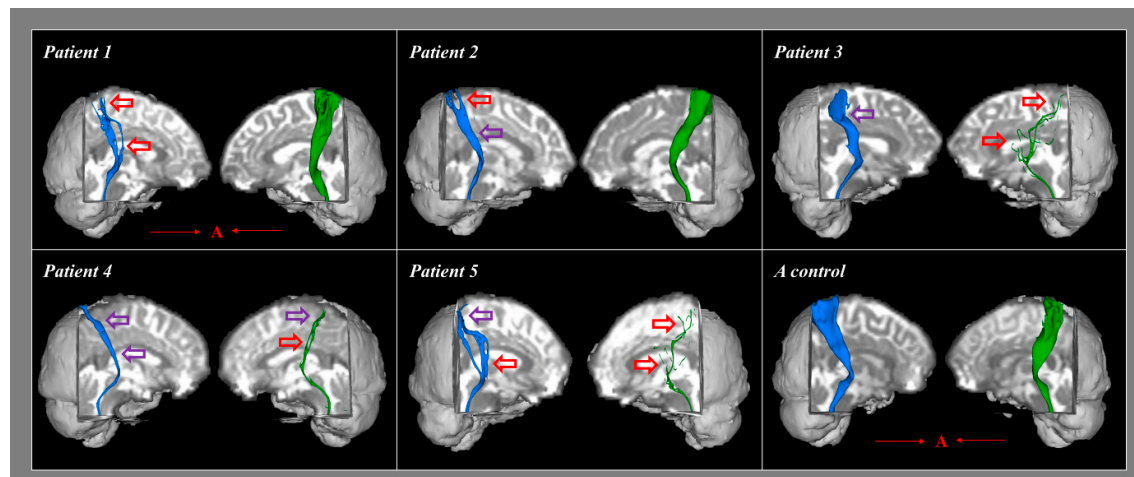 Patient 1
Patient 2
Patient 3
A
Patient 4
Patient 5
A control
A